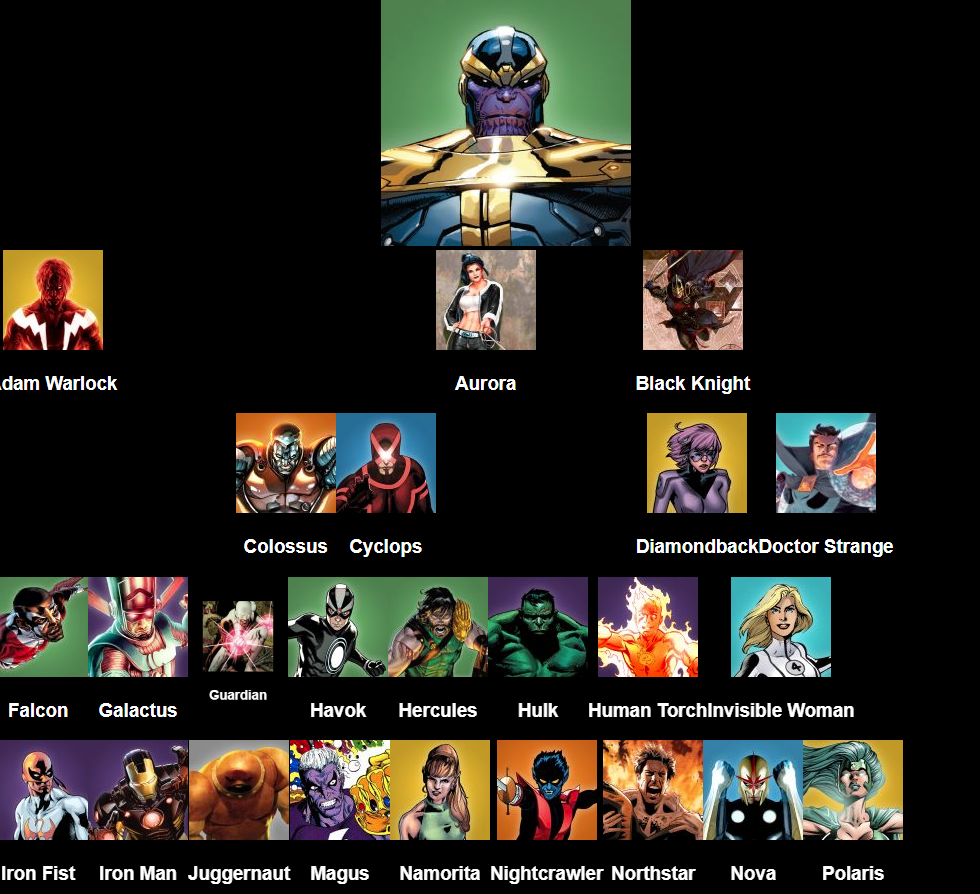 dam Warlock Aurora Black Knight
Colossus Cyclops DiamondbackDoctor Strange
Falcon Galactus Guardian Havok Hercules Hulk Human TorchInvisible Woman
Iron Fist Iron Man Juggernaut Magus Namorita Nightcrawler Northstar Nova Polaris